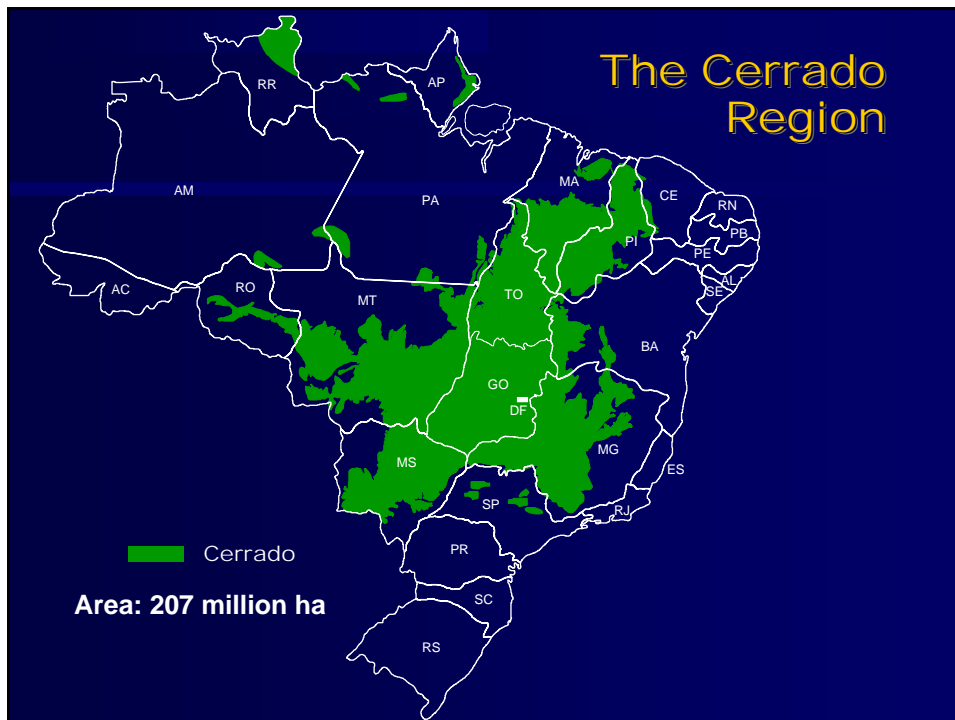 The Cerrado
Region
RR
AP
AM
PA
MA
CE
RN
PB
PI
PE
AL
SE
AC
RO
MT
TO
BA
GO
DF
MS
MG
ES
SP
RJ
PR
SC
RS
Cerrado
Area: 207 million ha